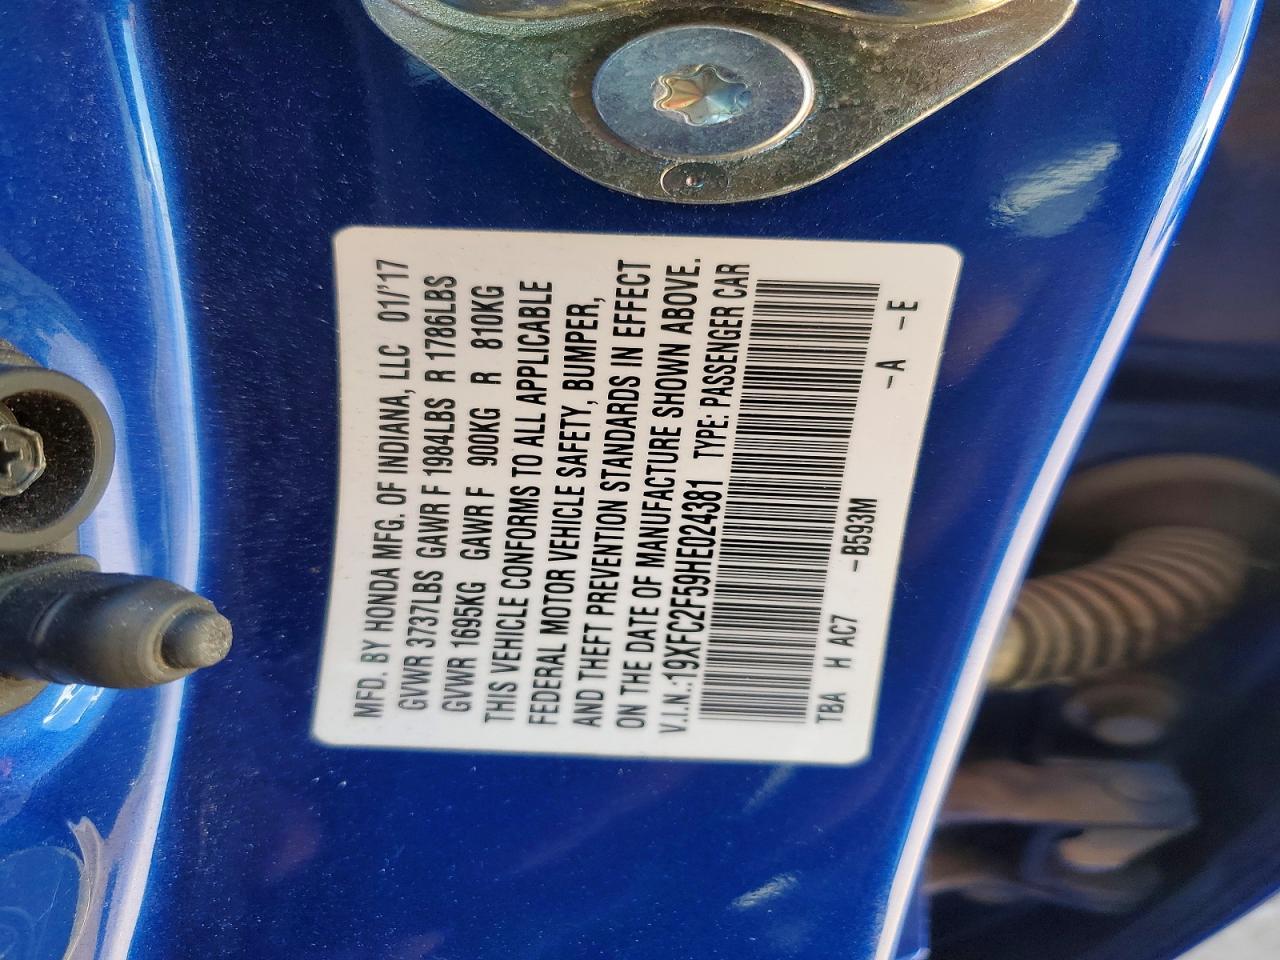 MFD. BY HONDA MFG. OF INDIANA, LLC 01/'17
GVWR 3737LBS GAWR F 1984LBS R 1786LBS
GVWR 1695KG GAWR F 900KG R 810KG
THIS VEHICLE CONFORMS TO ALL APPLICABLE
FEDERAL MOTOR VEHICLE SAFETY, BUMPER,
AND THEFT PREVENTION STANDARDS IN EFFECT
ON THE DATE OF MANUFACTURE SHOWN ABOVE.
V.I.N.:19XFC2F59HE024381 TYPE: PASSENGER CAR
TBA H AC7 -B593M -A -E